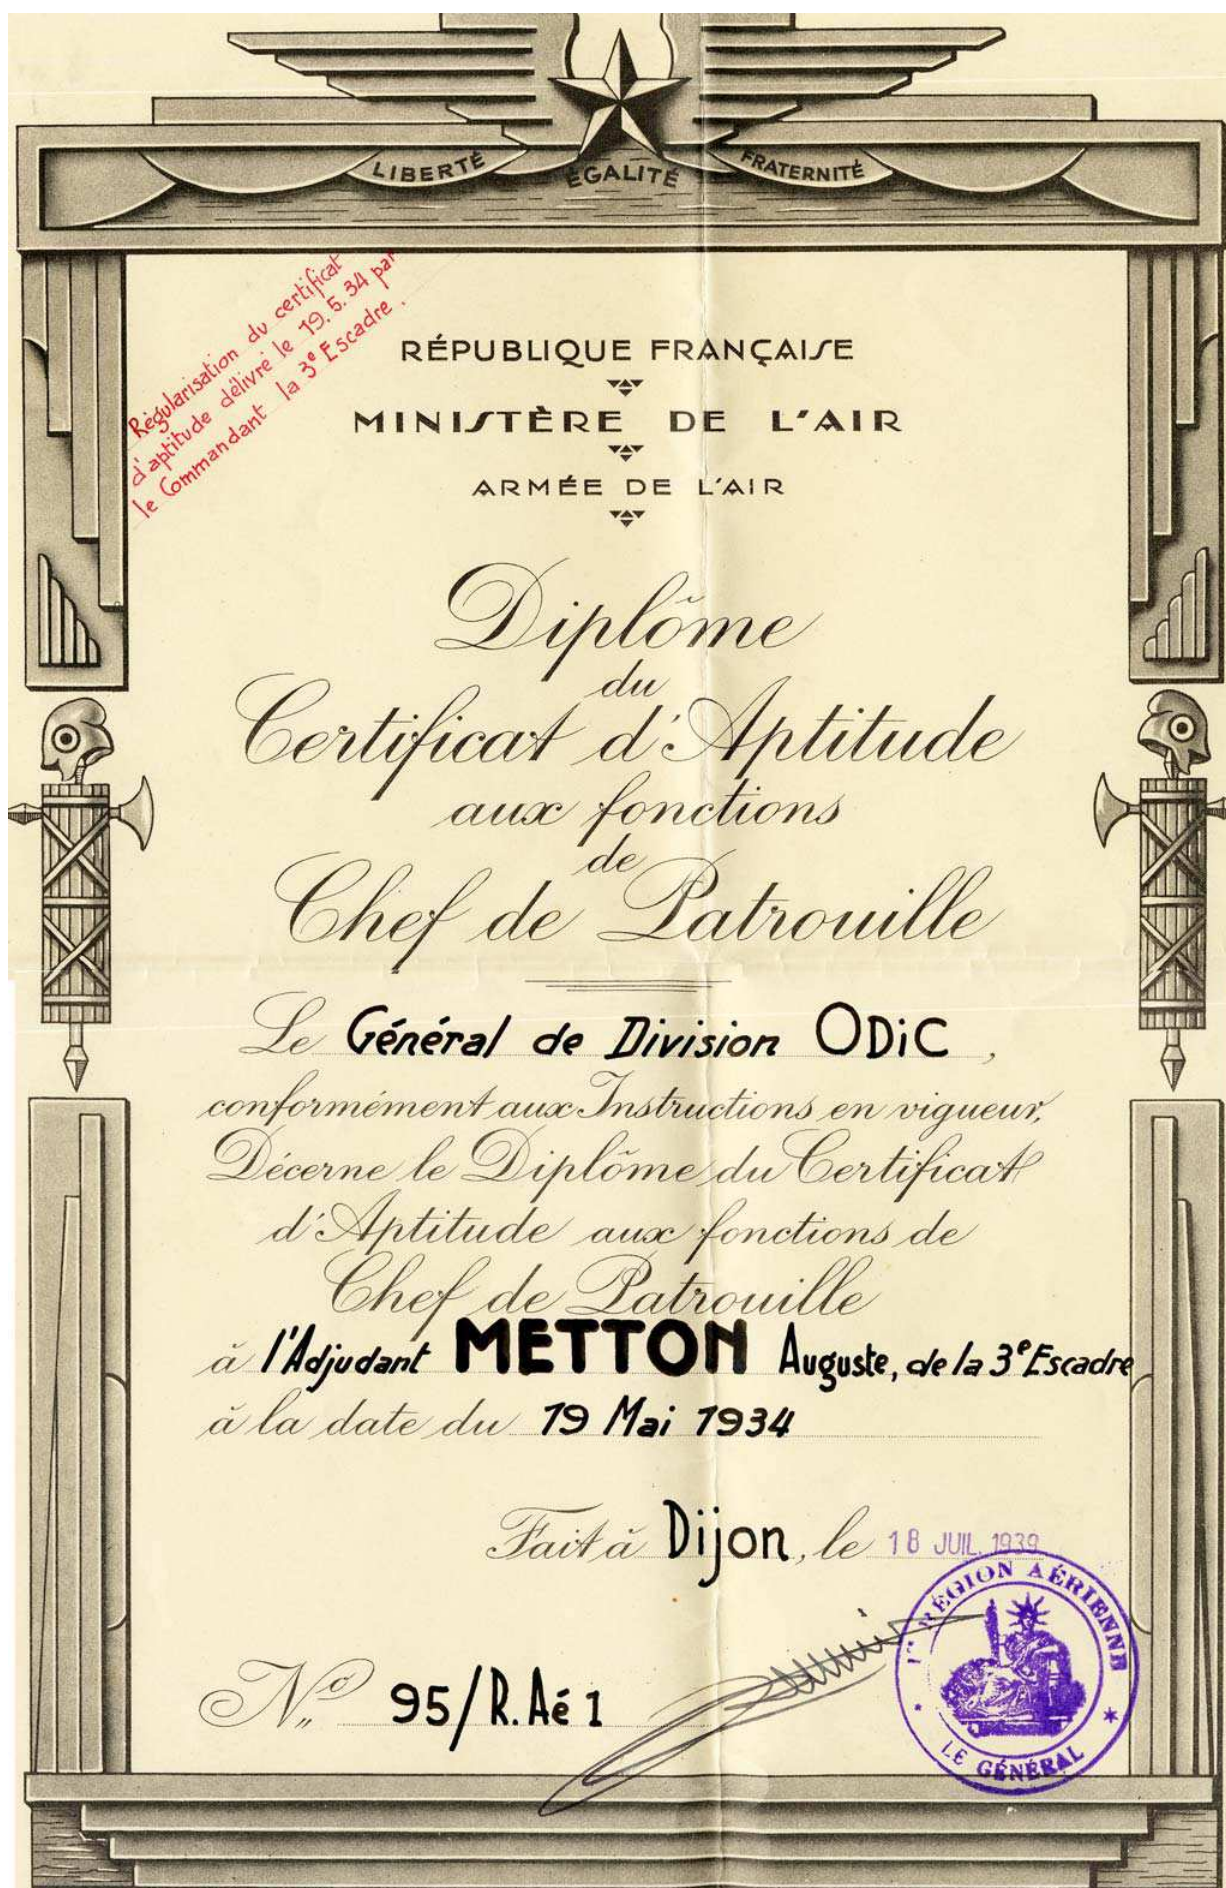 LIBERTÉ ÉGALITÉ FRATERNITÉ
Régularisation du certificat
d'aptitude délivré le 19.5.34 par
le Commandant la 3e Escadre.
RÉPUBLIQUE FRANÇAISE
MINISTÈRE DE L'AIR
ARMÉE DE L'AIR
Diplôme
du
Certificat d'Aptitude
aux fonctions
de
Chef de Patrouille
Le Général de Division ODiC,
conformément aux Instructions en vigueur,
Décerne le Diplôme du Certificat
d'Aptitude aux fonctions de
Chef de Patrouille
à l'Adjudant METTON Auguste, de la 3e Escadre
à la date du 19 Mai 1934
Fait à Dijon, le 18 JUIL. 1939
1re RÉGION AÉRIENNE
* LE GÉNÉRAL *
No 95/R.Aé 1